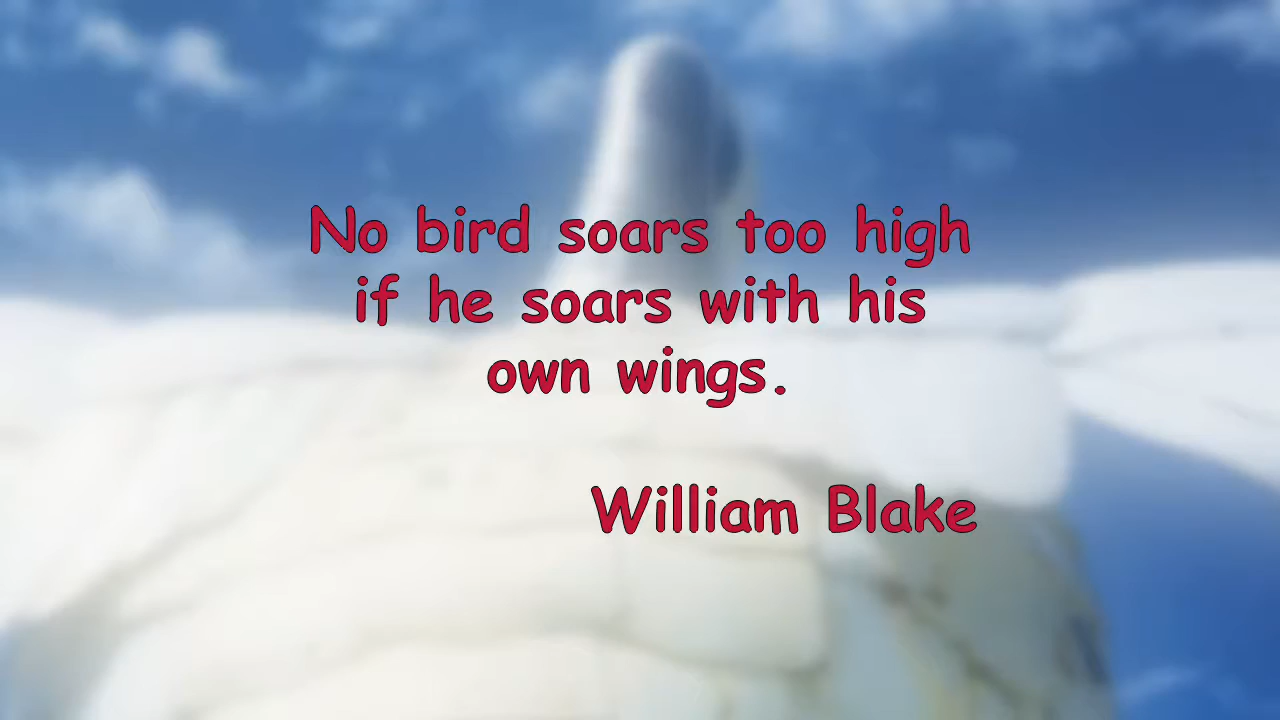 No bird soars too high
if he soars with his
own wings.
William Blake